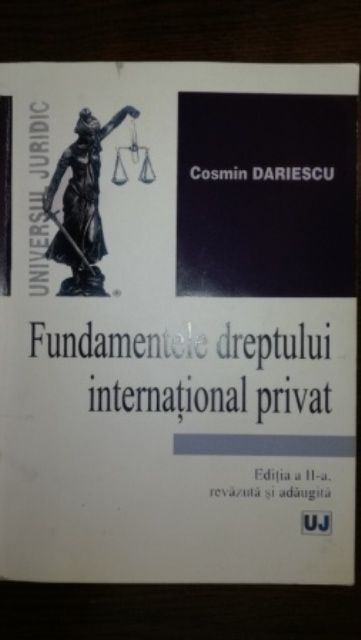 UNIVERSUL JURIDIC
Cosmin DARIESCU
Fundamentele dreptului
internațional privat
Ediția a II-a,
revăzută și adăugită
UJ